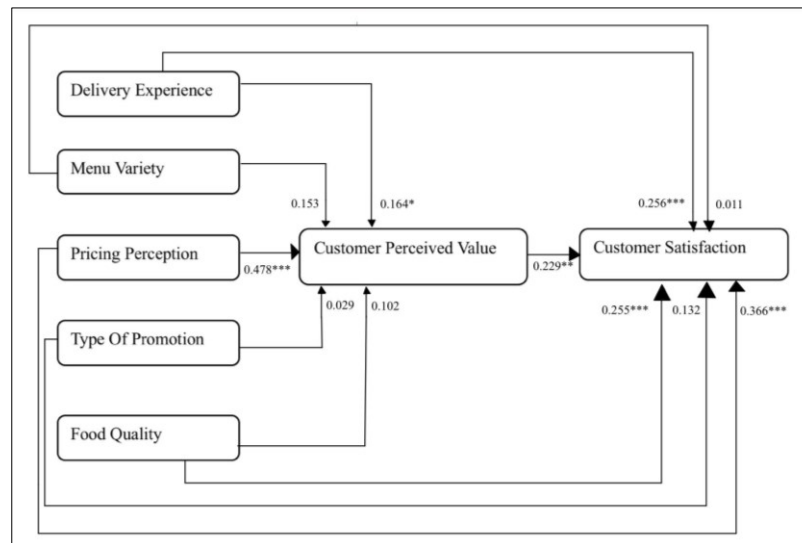 Delivery Experience
Menu Variety
0.153
0.164*
0.256***
0.011
Pricing Perception
Customer Perceived Value
Customer Satisfaction
0.478***
0.229**
0.029
0.102
0.255***
0.132
0.366***
Type Of Promotion
Food Quality